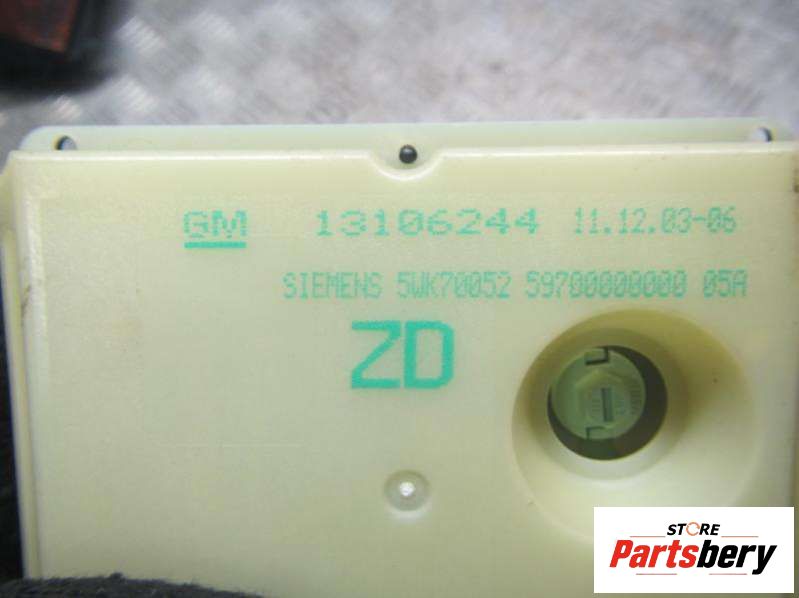 GM 13106244 11.12.03-06
SIEMENS 5WK70052 59700000000 05A
ZD
STORE
Partsbery